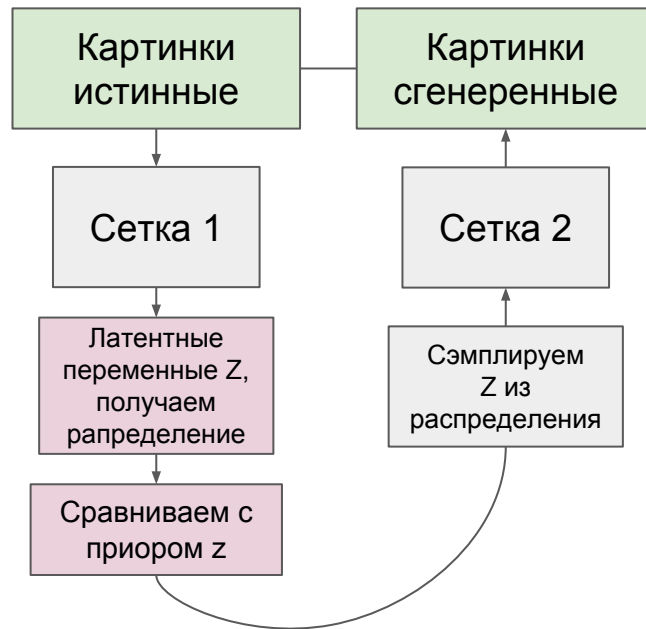 Картинки
истинные
Картинки
сгенеренные
Сетка 1
Сетка 2
Латентные
переменные Z,
получаем
рапределение
Сэмплируем
Z из
распределения
Сравниваем с
приором z